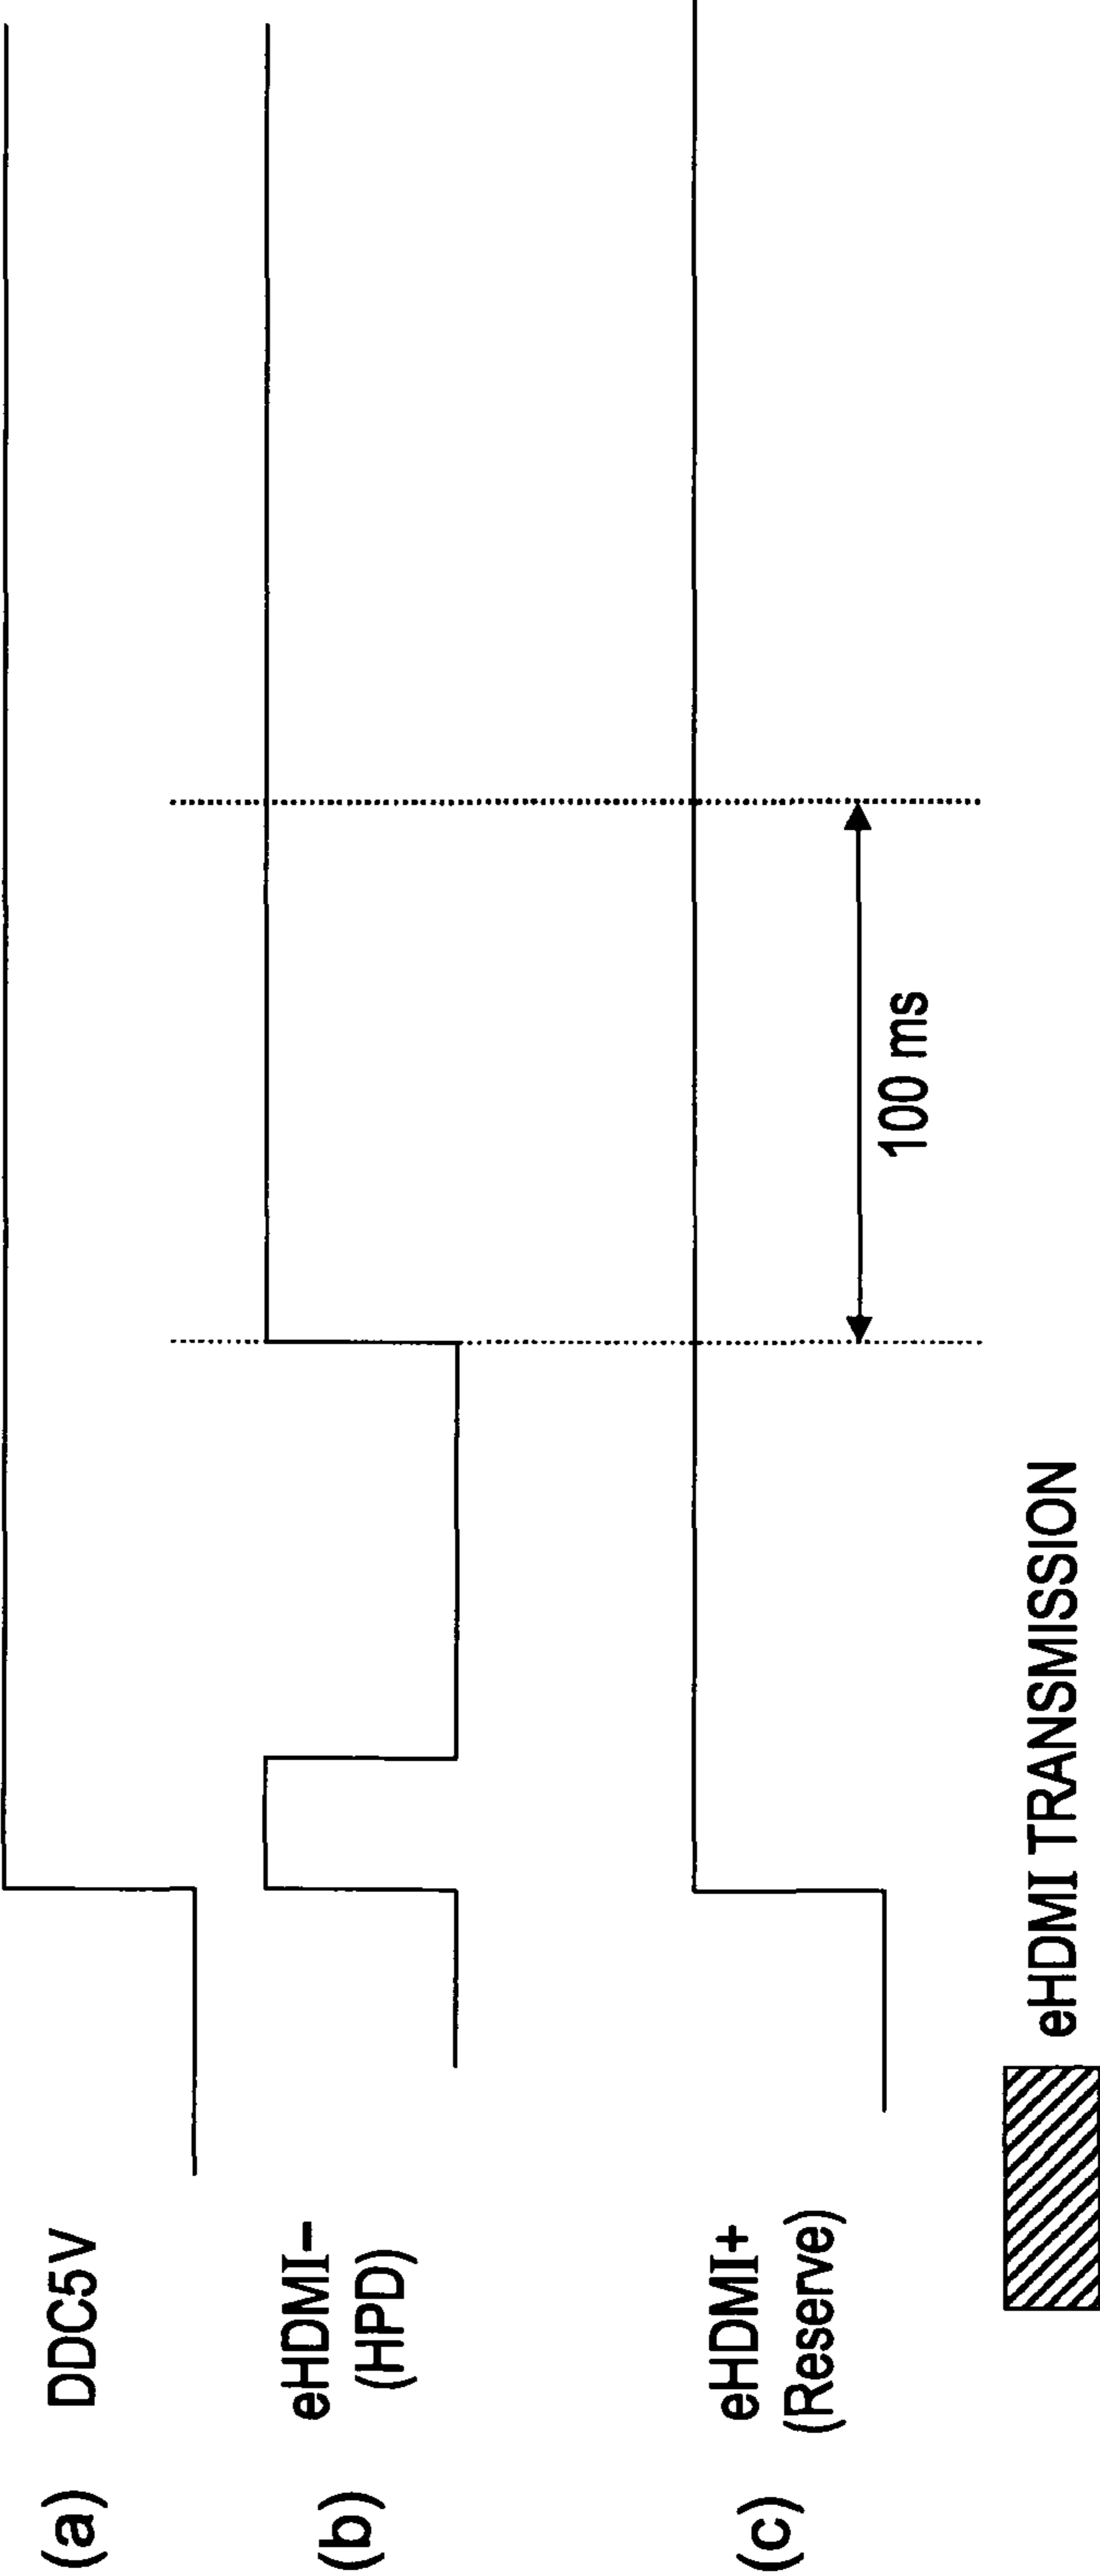 (a) DDC5V
(b) eHDMI−
(HPD)
(c) eHDMI+
(Reserve)
100 ms
eHDMI TRANSMISSION